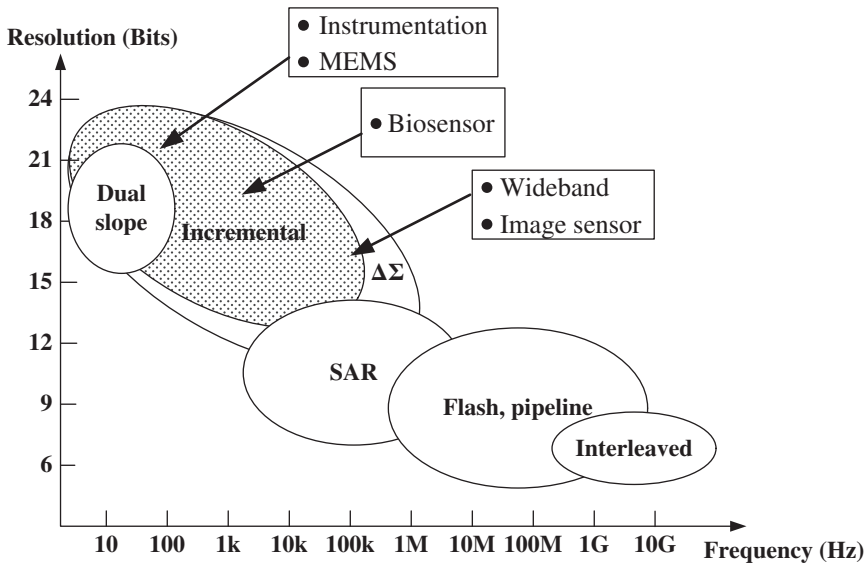 Resolution (Bits)
• Instrumentation
• MEMS
24
• Biosensor
21
• Wideband
Dual
slope
18
Incremental
• Image sensor
ΔΣ
15
12
SAR
9
Flash, pipeline
Interleaved
6
10 100 1k 10k 100k 1M 10M 100M 1G 10G
Frequency (Hz)